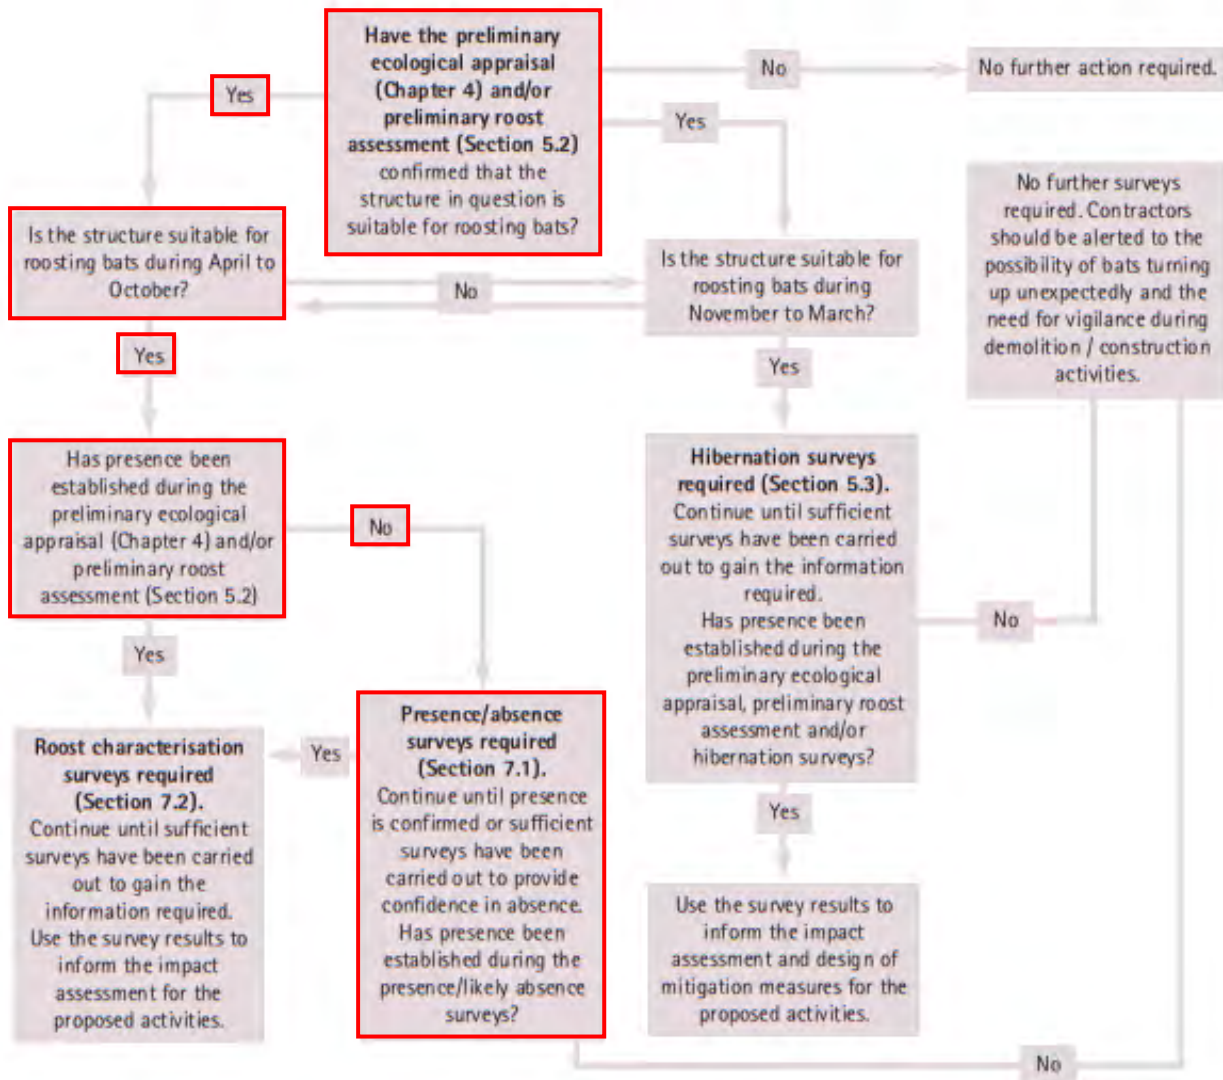 Have the preliminary
ecological appraisal
(Chapter 4) and/or
preliminary roost
assessment (Section 5.2)
confirmed that the
structure in question is
suitable for roosting bats?
No
No further action required.
Yes
Yes
Is the structure suitable for
roosting bats during April to
October?
No
Is the structure suitable for
roosting bats during
November to March?
No further surveys
required. Contractors
should be alerted to the
possibility of bats turning
up unexpectedly and the
need for vigilance during
demolition / construction
activities.
Yes
Yes
Has presence been
established during the
preliminary ecological
appraisal (Chapter 4) and/or
preliminary roost
assessment (Section 5.2)
No
Hibernation surveys
required (Section 5.3).
Continue until sufficient
surveys have been carried
out to gain the information
required.
Has presence been
established during the
preliminary ecological
appraisal, preliminary roost
assessment and/or
hibernation surveys?
No
Yes
Roost characterisation
surveys required
(Section 7.2).
Continue until sufficient
surveys have been carried
out to gain the
information required.
Use the survey results to
inform the impact
assessment for the
proposed activities.
Yes
Presence/absence
surveys required
(Section 7.1).
Continue until presence
is confirmed or sufficient
surveys have been
carried out to provide
confidence in absence.
Has presence been
established during the
presence/likely absence
surveys?
Yes
Use the survey results to
inform the impact
assessment and design of
mitigation measures for the
proposed activities.
No